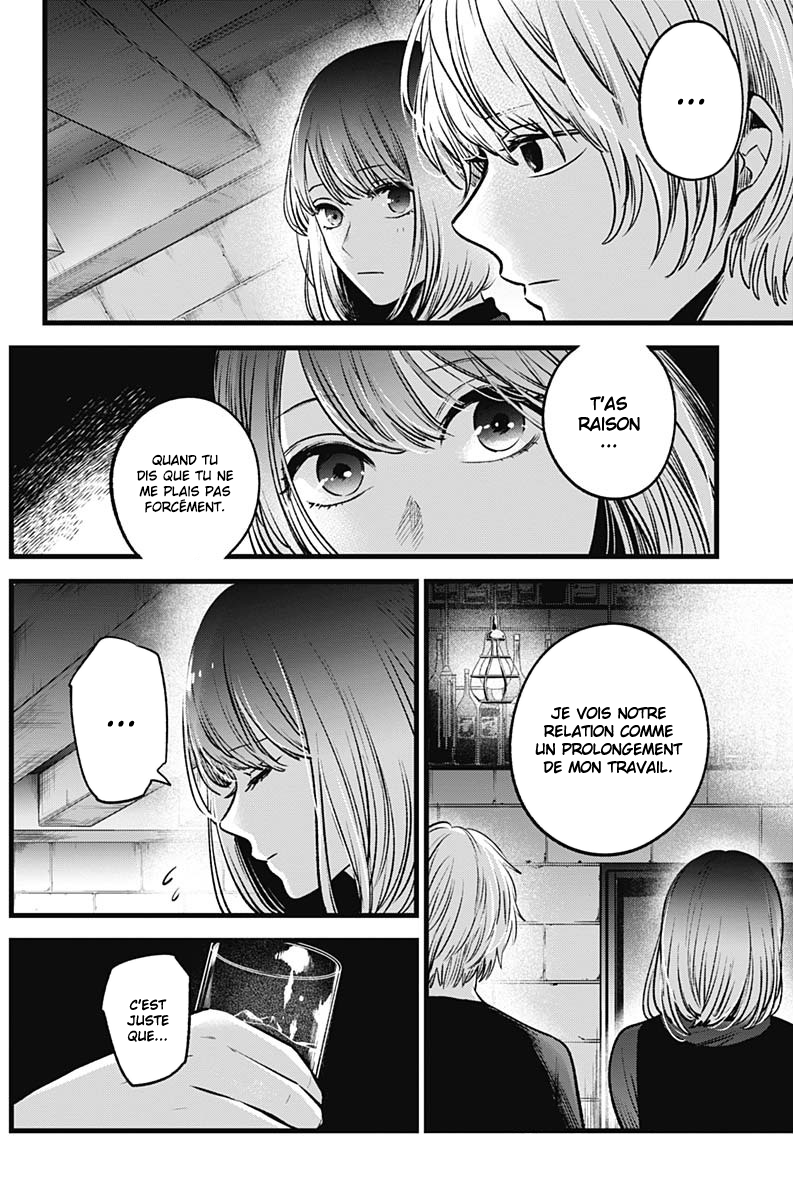 ...
T'AS
RAISON
...
QUAND TU
DIS QUE TU NE
ME PLAIS PAS
FORCÉMENT.
JE VOIS NOTRE
RELATION COMME
UN PROLONGEMENT
DE MON TRAVAIL.
...
C'EST
JUSTE
QUE...